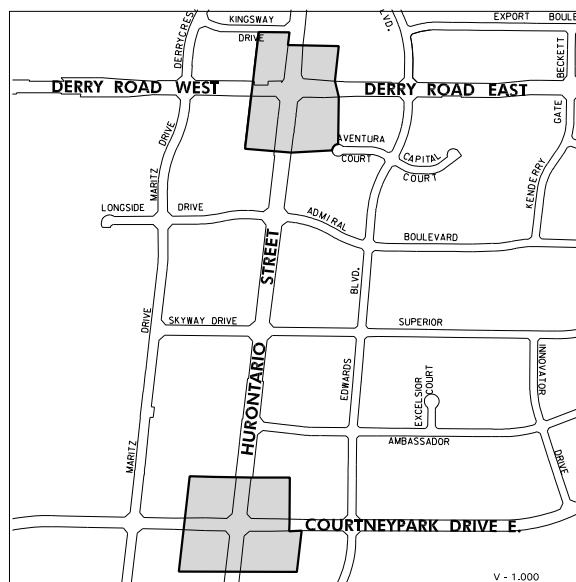 KINGSWAY
DRIVE
DERRYCRES
LVD.
EXPORT BOULE
BECKETT
DERRY ROAD WEST
DERRY ROAD EAST
GATE
DRIVE
AVENTURA
COURT
CAPITAL
COURT
KENDERRY
MARITZ
LONGSIDE DRIVE
ADMIRAL
BOULEVARD
STREET
BLVD.
DRIVE
SKYWAY DRIVE
SUPERIOR
HURONTARIO
EDWARDS
EXCELSIOR
COURT
INNOVATOR
AMBASSADOR
MARITZ
DRIVE
COURTNEYPARK DRIVE E.
V - 1.000